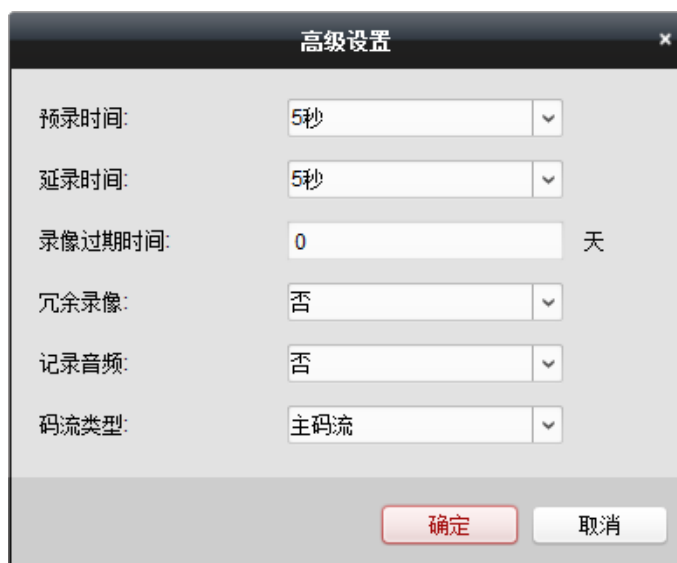 高级设置
预录时间: 5秒
延录时间: 5秒
录像过期时间: 0 天
冗余录像: 否
记录音频: 否
码流类型: 主码流
确定 取消